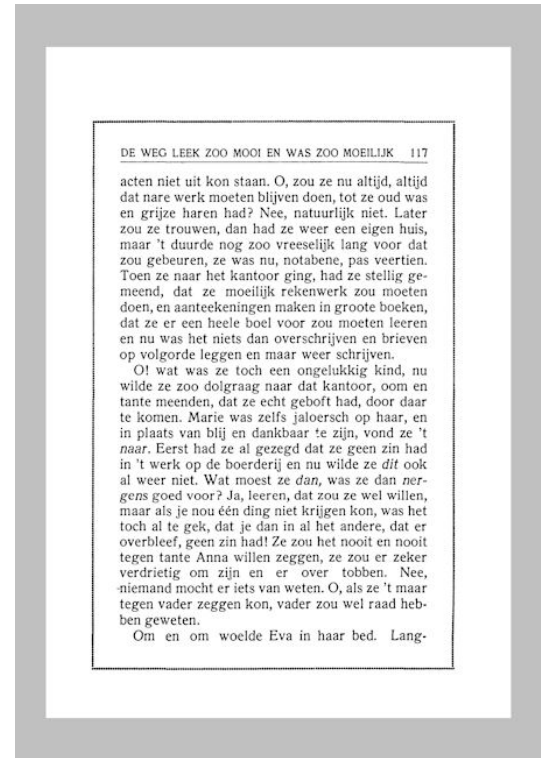 DE WEG LEEK ZOO MOOI EN WAS ZOO MOEILIJK 117
acten niet uit kon staan. O, zou ze nu altijd, altijd
dat nare werk moeten blijven doen, tot ze oud was
en grijze haren had? Nee, natuurlijk niet. Later
zou ze trouwen, dan had ze weer een eigen huis,
maar 't duurde nog zoo vreeselijk lang voor dat
zou gebeuren, ze was nu, notabene, pas veertien.
Toen ze naar het kantoor ging, had ze stellig ge-
meend, dat ze moeilijk rekenwerk zou moeten
doen, en aanteekeningen maken in groote boeken,
dat ze er een heele boel voor zou moeten leeren
en nu was het niets dan overschrijven en brieven
op volgorde leggen en maar weer schrijven.
O! wat was ze toch een ongelukkig kind, nu
wilde ze zoo dolgraag naar dat kantoor, oom en
tante meenden, dat ze echt geboft had, door daar
te komen. Marie was zelfs jaloersch op haar, en
in plaats van blij en dankbaar te zijn, vond ze 't
naar. Eerst had ze al gezegd dat ze geen zin had
in 't werk op de boerderij en nu wilde ze dit ook
al weer niet. Wat moest ze dan, was ze dan ner-
gens goed voor? Ja, leeren, dat zou ze wel willen,
maar als je nou één ding niet krijgen kon, was het
toch al te gek, dat je dan in al het andere, dat er
overbleef, geen zin had! Ze zou het nooit en nooit
tegen tante Anna willen zeggen, ze zou er zeker
verdrietig om zijn en er over tobben. Nee,
niemand mocht er iets van weten. O, als ze 't maar
tegen vader zeggen kon, vader zou wel raad heb-
ben geweten.
Om en om woelde Eva in haar bed. Lang-